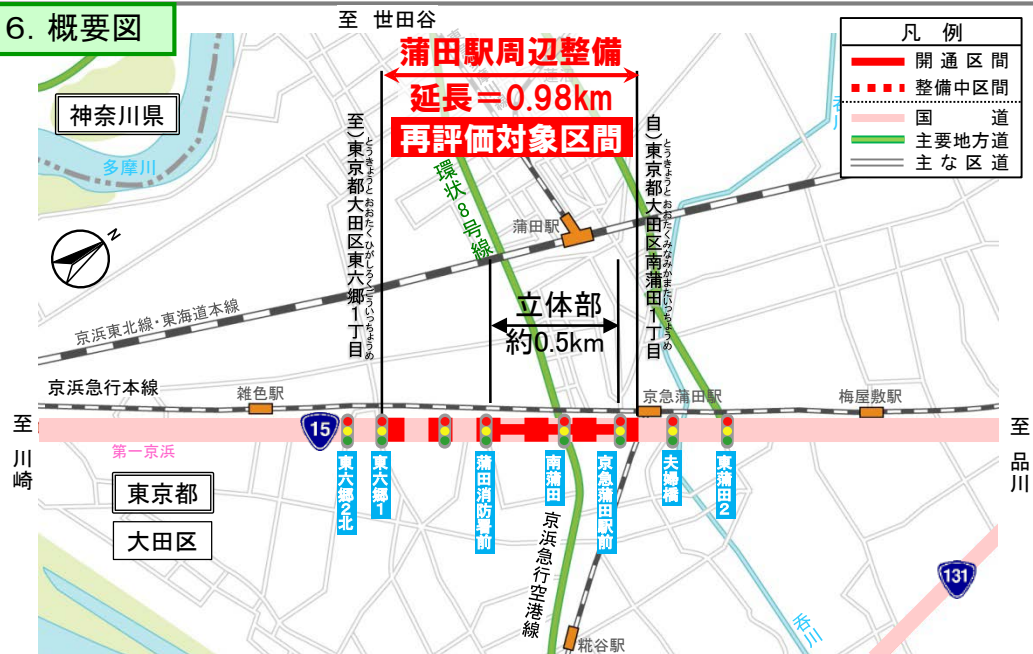 6. 概要図
至 世田谷
蒲田駅周辺整備
延長＝0.98km
再評価対象区間
凡 例
開通区間
整備中区間
国 道
主要地方道
主な区道
神奈川県
多摩川
N
至）東京都大田区東六郷１丁目
とうきょうと おおたくひがしろくごういっちょうめ
環状８号線
蒲田駅
自）東京都大田区南蒲田１丁目
とうきょうと おおたくみなみかまたいっちょうめ
呑川
京浜東北線・東海道本線
立体部
約0.5km
京浜急行本線
雑色駅
京急蒲田駅
梅屋敷駅
至 川崎
15
第一京浜
至 品川
東六郷2北
東六郷1
蒲田消防署前
南蒲田
京急蒲田駅前
夫婦橋
東蒲田2
東京都
大田区
京浜急行空港線
131
呑川
糀谷駅